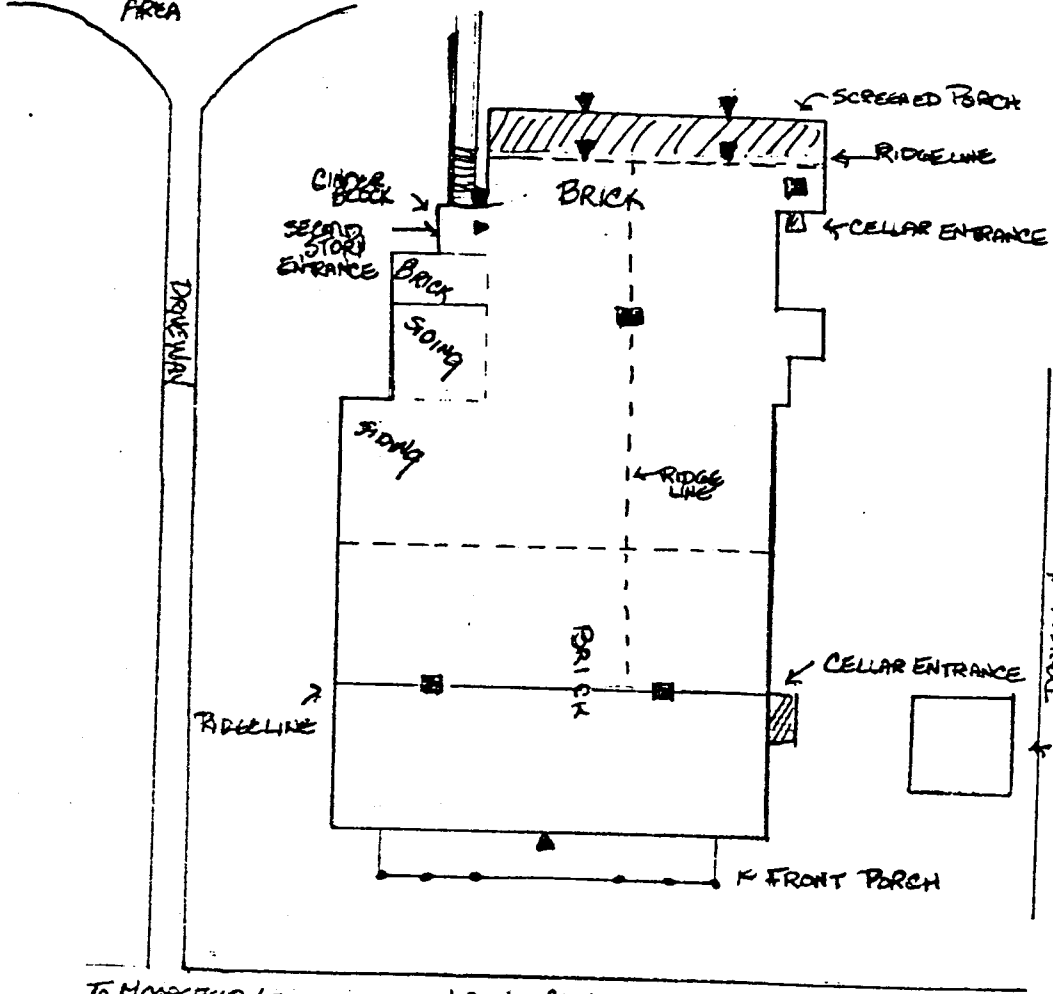 AREA
SCREENED PORCH
RIDGELINE
BRICK
CINDER
BLOCK
SECOND
STORY
ENTRANCE
CELLAR ENTRANCE
BRICK
SIDING
DRIVEWAY
SIDING
RIDGE
LINE
BRICK
CELLAR ENTRANCE
RIDGELINE
FRONT PORCH
TO